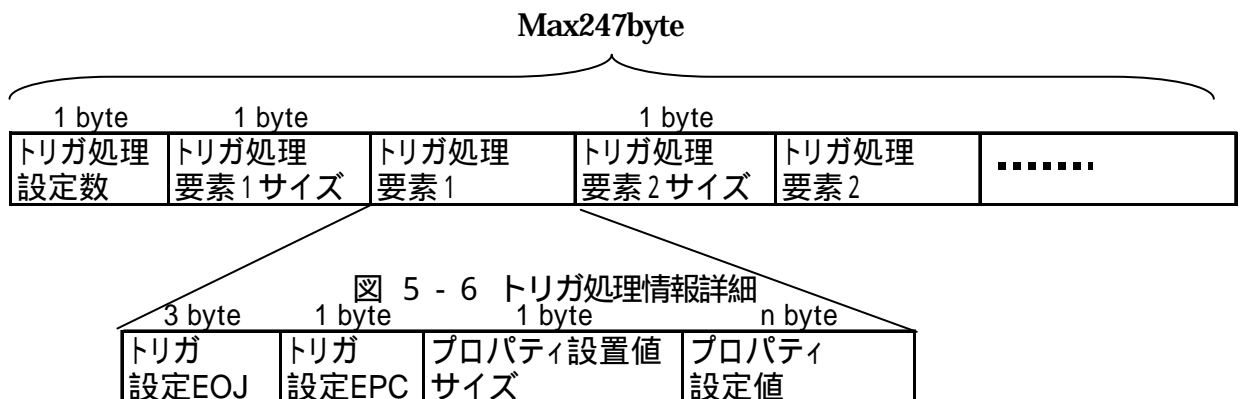 Max247byte
1 byte 1 byte 1 byte
トリガ処理 トリガ処理 トリガ処理 トリガ処理 トリガ処理
設定数 要素1サイズ 要素1 要素2サイズ 要素2
図 5-6 トリガ処理情報詳細
3 byte 1 byte 1 byte n byte
トリガ トリガ プロパティ設置値 プロパティ
設定EOJ 設定EPC サイズ 設定値